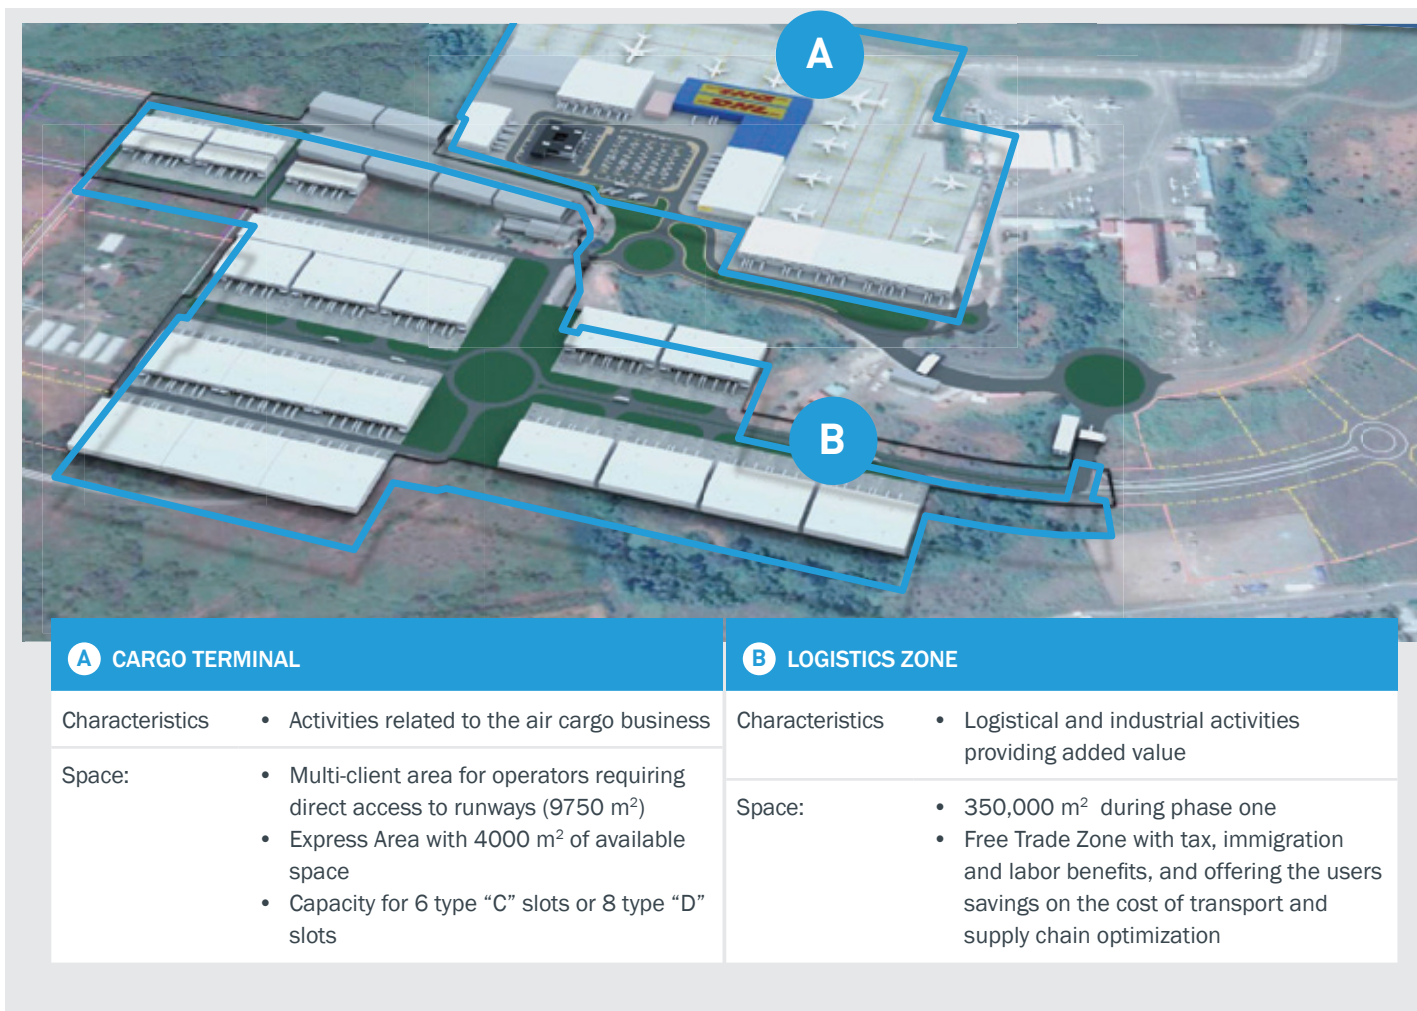 A
DHL
DHL
B
A CARGO TERMINAL
Characteristics
• Activities related to the air cargo business
Space:
• Multi-client area for operators requiring
direct access to runways (9750 m²)
• Express Area with 4000 m² of available
space
• Capacity for 6 type “C” slots or 8 type “D”
slots
B LOGISTICS ZONE
Characteristics
• Logistical and industrial activities
providing added value
Space:
• 350,000 m² during phase one
• Free Trade Zone with tax, immigration
and labor benefits, and offering the users
savings on the cost of transport and
supply chain optimization